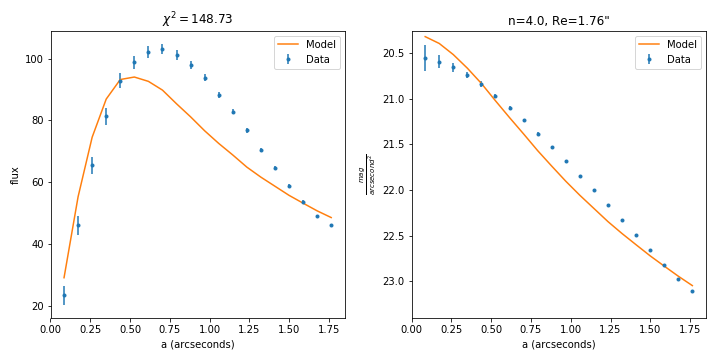 χ² = 148.73
Model
Data
100
80
60
40
20
flux
0.00 0.25 0.50 0.75 1.00 1.25 1.50 1.75
a (arcseconds)
n=4.0, Re=1.76"
Model
Data
20.5
21.0
21.5
22.0
22.5
23.0
mag
arcsecond²
0.00 0.25 0.50 0.75 1.00 1.25 1.50 1.75
a (arcseconds)